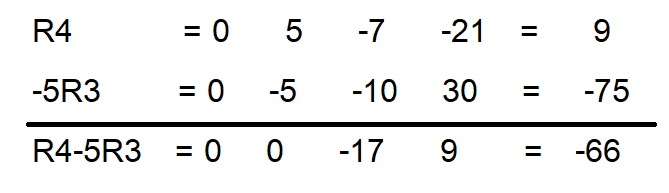 R4 = 0 5 -7 -21 = 9
-5R3 = 0 -5 -10 30 = -75
R4-5R3 = 0 0 -17 9 = -66